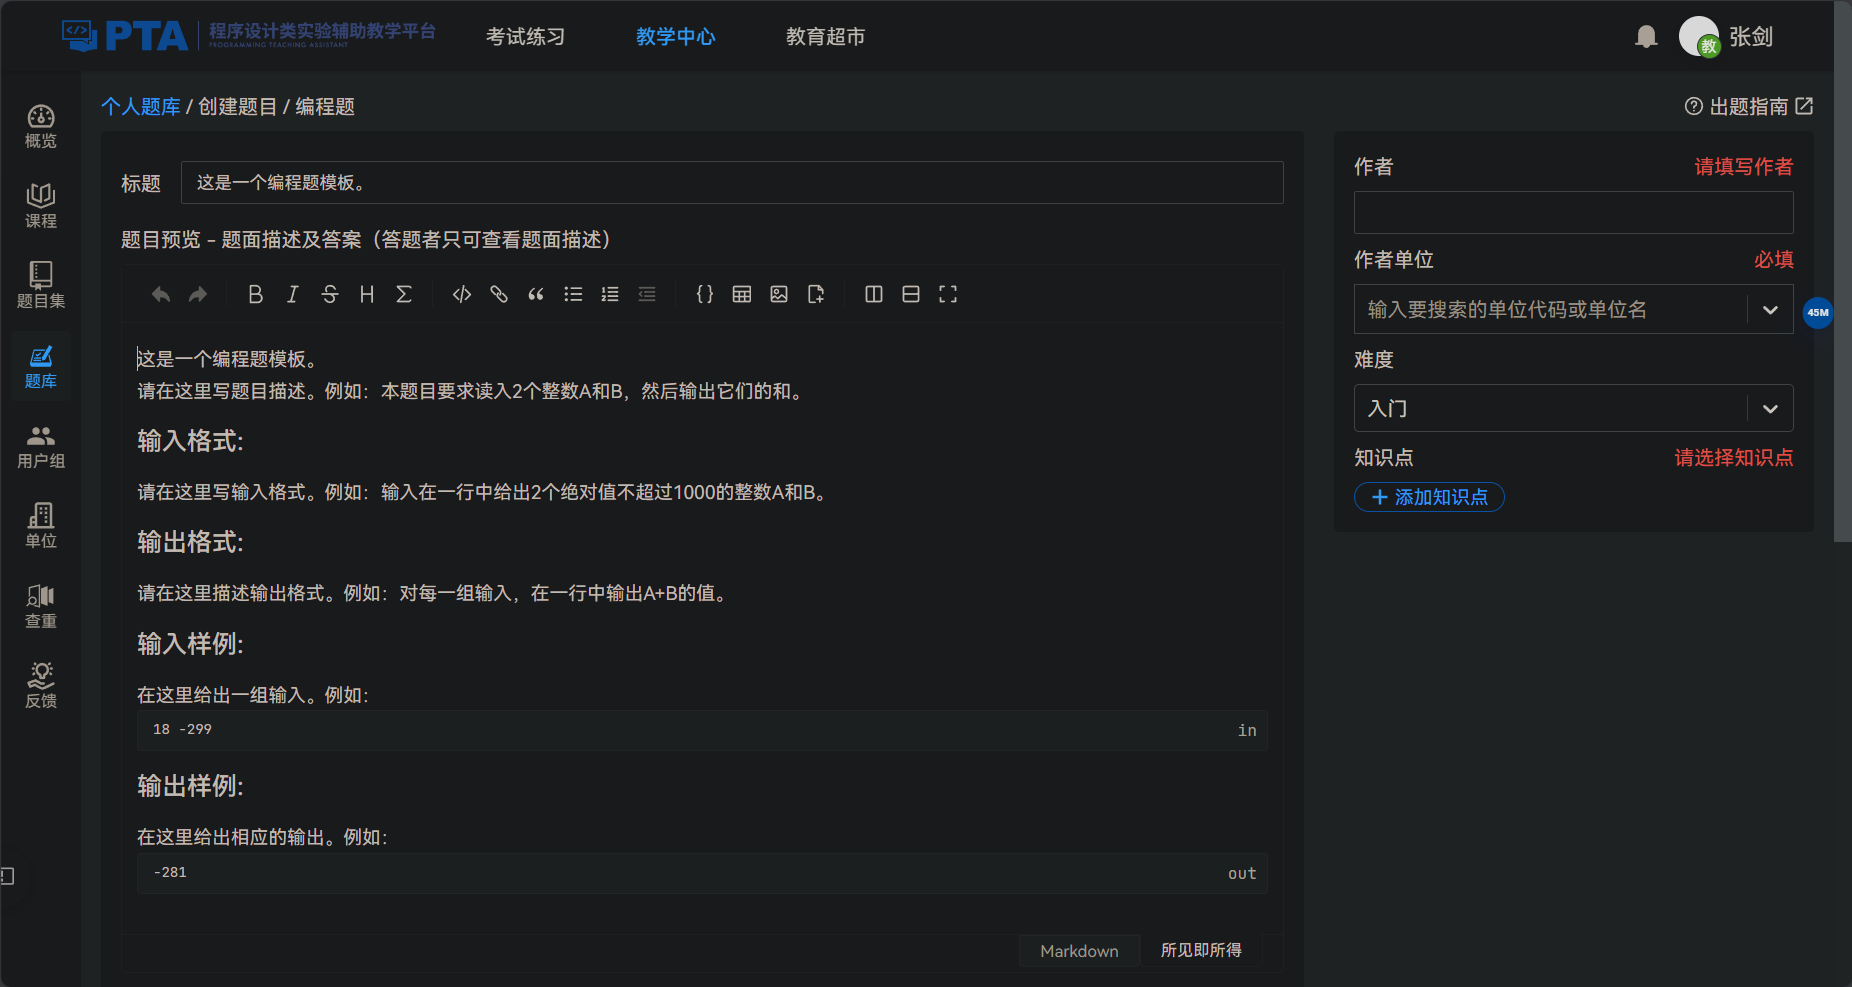 PTA 程序设计类实验辅助教学平台
PROGRAMMING TEACHING ASSISTANT
考试练习
教学中心
教育超市
教
张剑
概览
课程
题目集
题库
用户组
单位
查重
反馈
个人题库 / 创建题目 / 编程题
出题指南
标题
这是一个编程题模板。
题目预览 - 题面描述及答案（答题者只可查看题面描述）
这是一个编程题模板。
请在这里写题目描述。例如：本题目要求读入2个整数A和B，然后输出它们的和。
输入格式:
请在这里写输入格式。例如：输入在一行中给出2个绝对值不超过1000的整数A和B。
输出格式:
请在这里描述输出格式。例如：对每一组输入，在一行中输出A+B的值。
输入样例:
在这里给出一组输入。例如：
18 -299
in
输出样例:
在这里给出相应的输出。例如：
-281
out
Markdown
所见即所得
作者
请填写作者
作者单位
必填
输入要搜索的单位代码或单位名
45M
难度
入门
知识点
请选择知识点
添加知识点